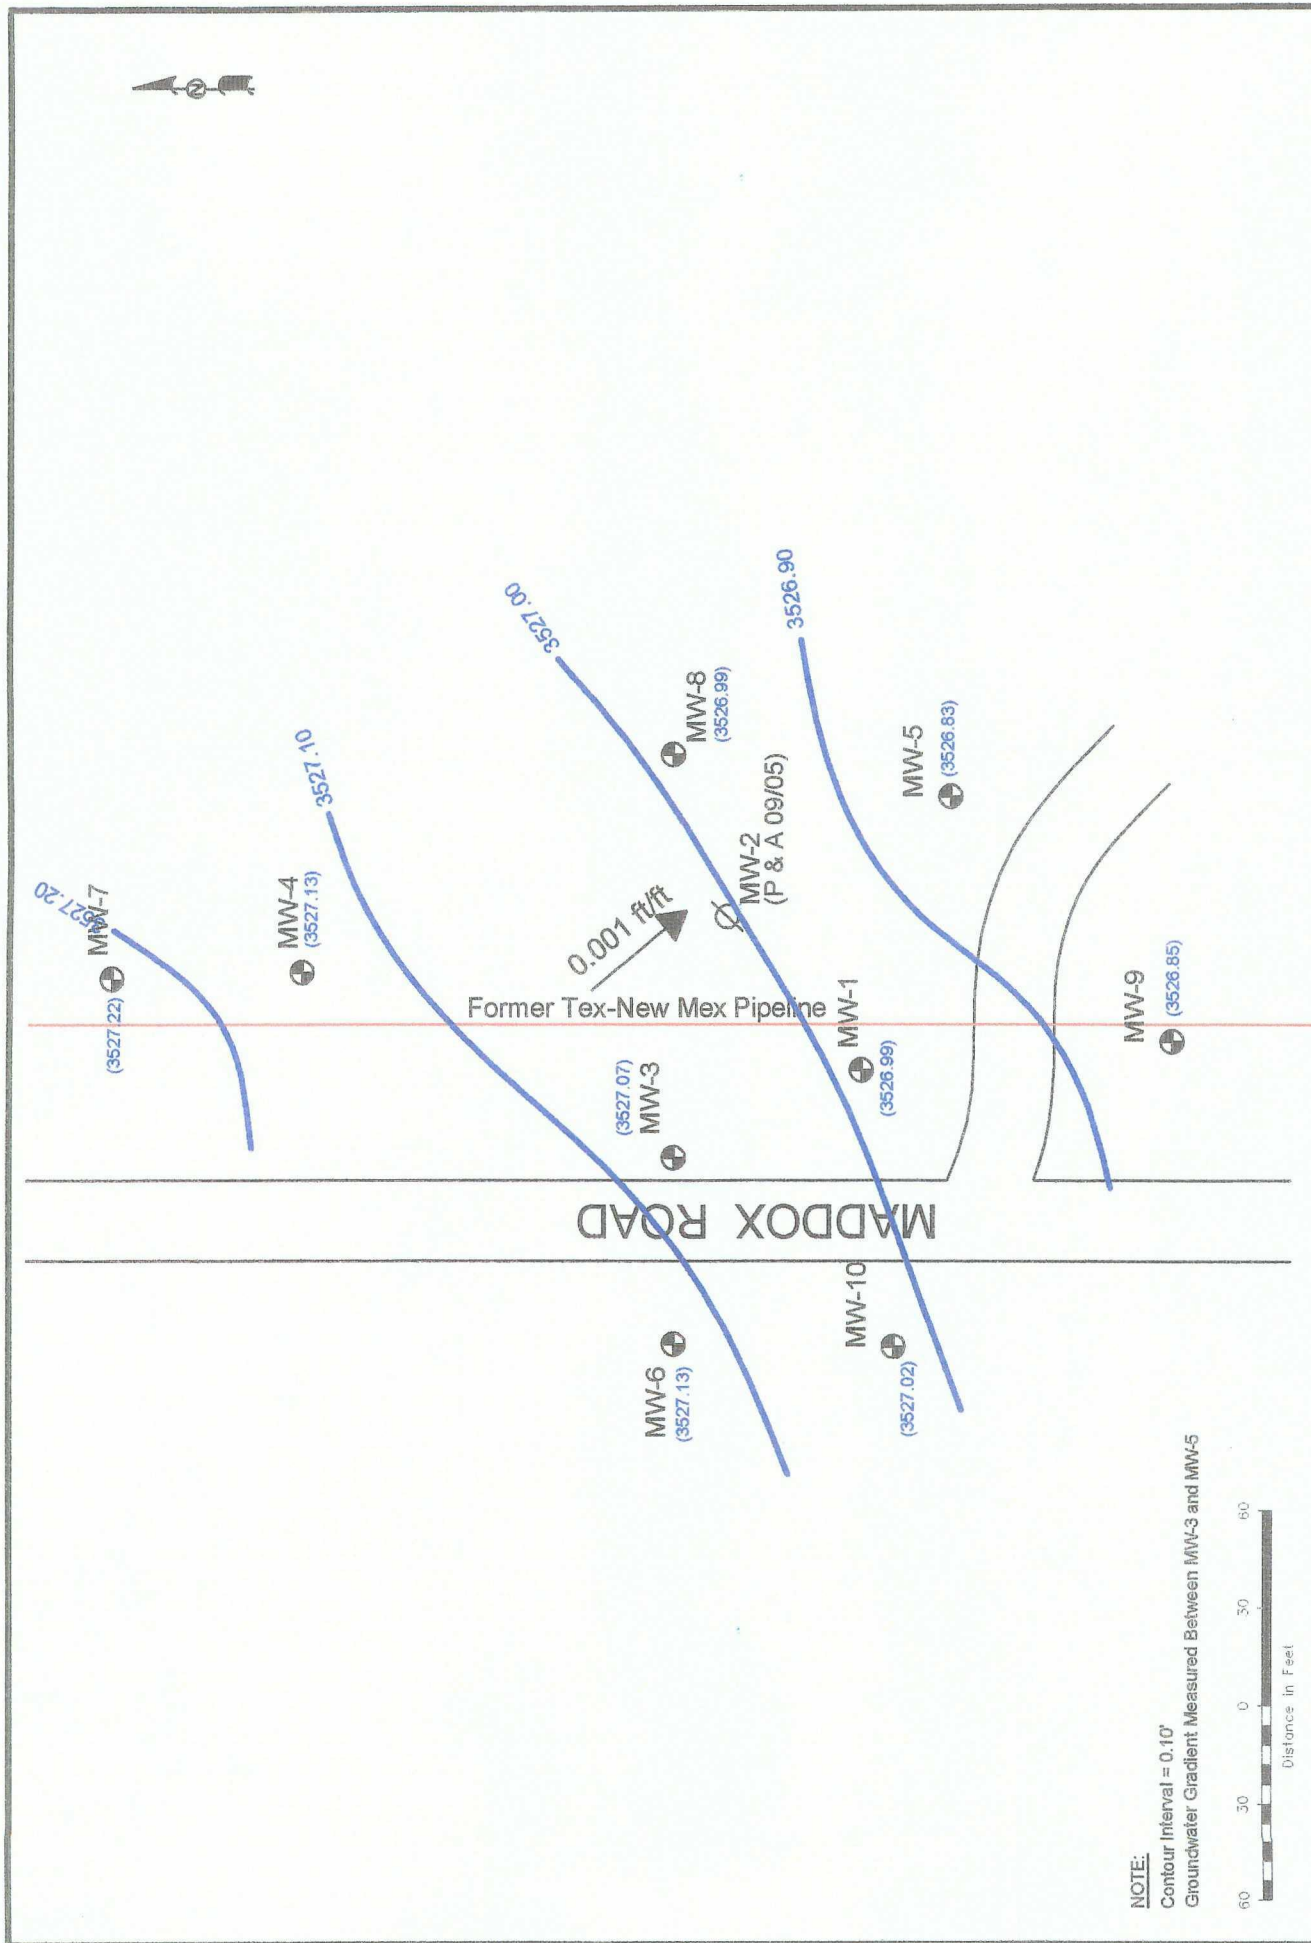 N
3527.20
MW-7
(3527.22)
MW-4
(3527.13)
3527.10
3527.00
0.001 ft/ft
Former Tex-New Mex Pipeline
(3527.07)
MW-3
MW-8
(3526.99)
MW-2
(P & A 09/05)
3526.90
MW-5
(3526.83)
MW-1
(3526.99)
MADDOX ROAD
MW-6
(3527.13)
MW-10
(3527.02)
MW-9
(3526.85)
NOTE:
Contour Interval = 0.10'
Groundwater Gradient Measured Between MW-3 and MW-5
60 30 0 30 60
Distance in Feet